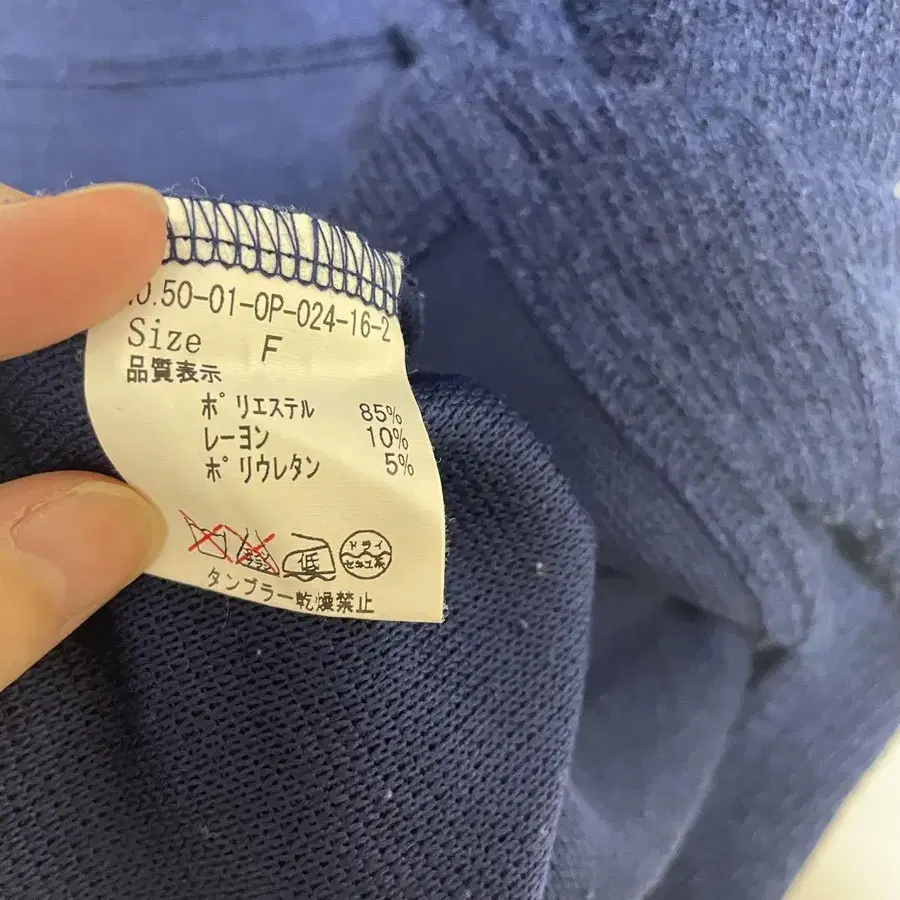 .50-01-OP-024-16-2
Size F
品質表示
ポリエステル 85%
レーヨン 10%
ポリウレタン 5%
低 ドライ セキユ系
タンブラー乾燥禁止